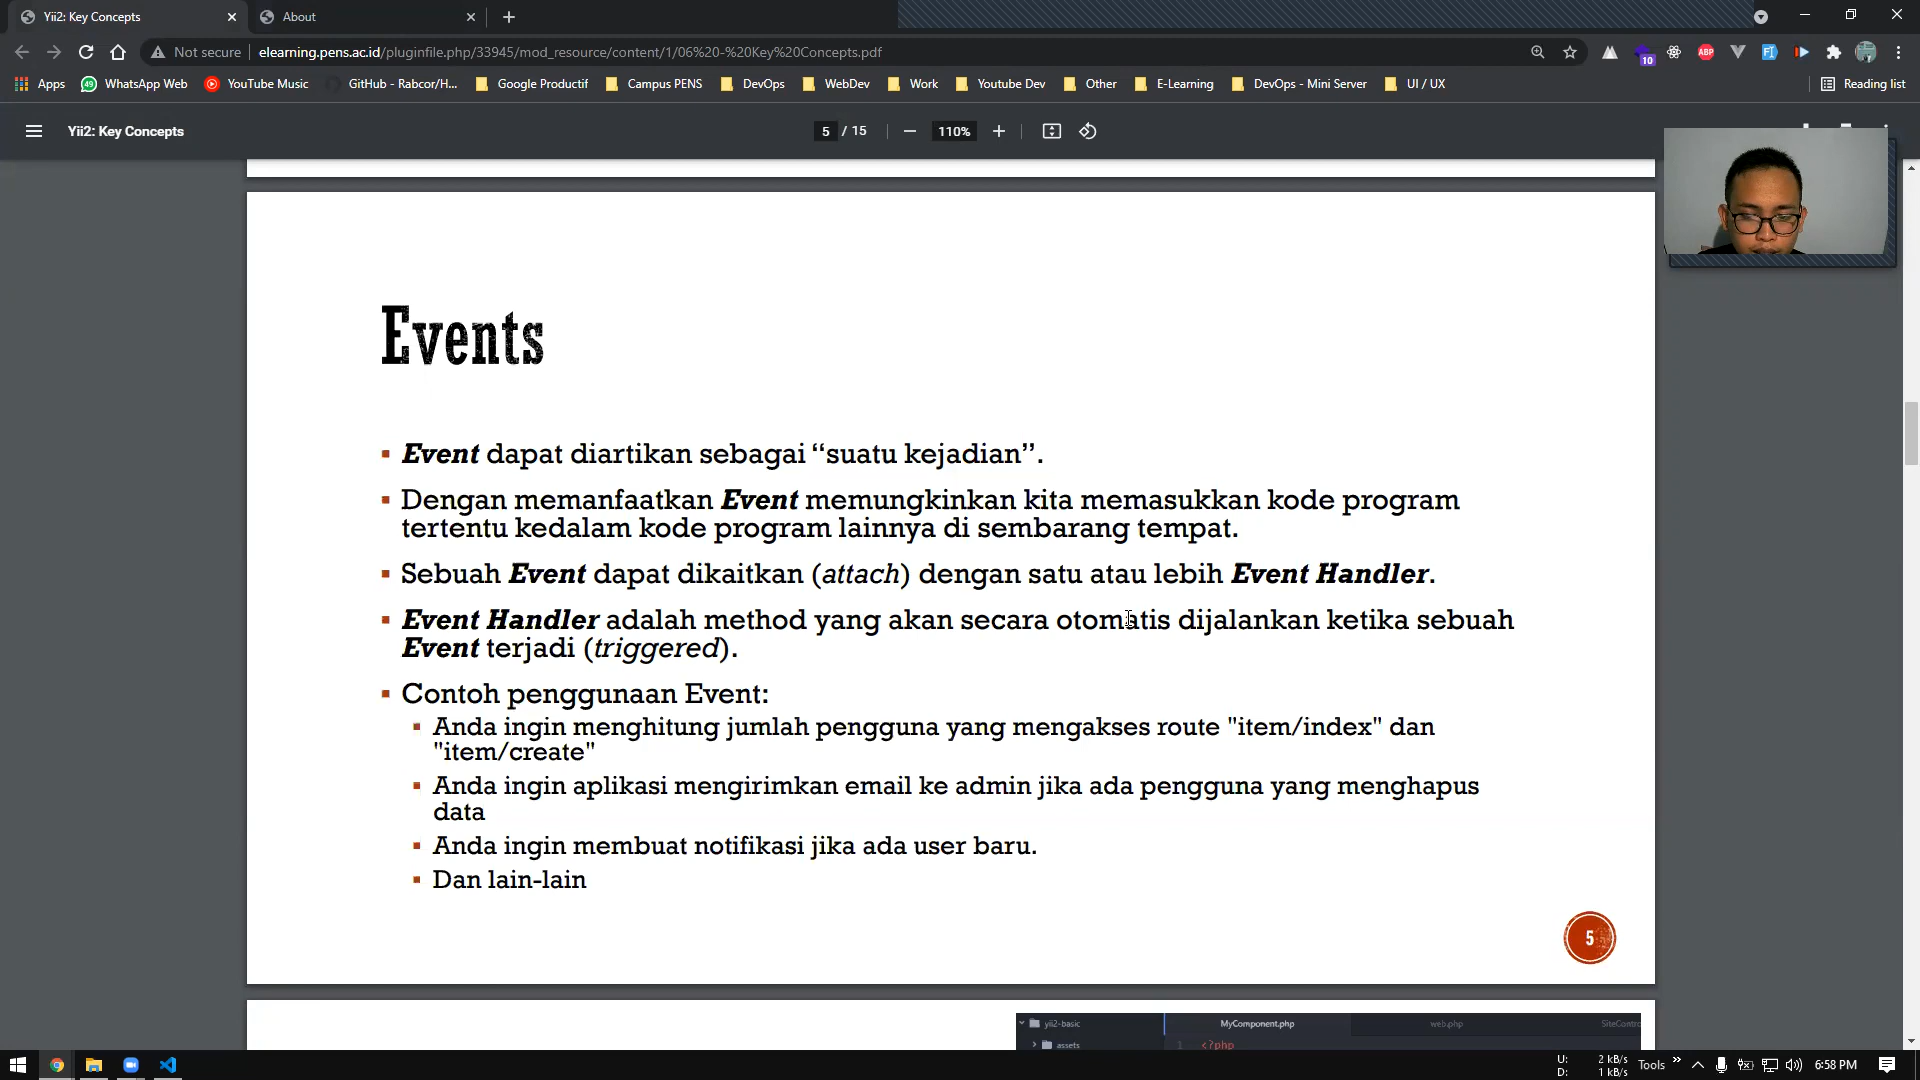 Yii2: Key Concepts
About
Not secure
elearning.pens.ac.id/pluginfile.php/33945/mod_resource/content/1/06%20-%20Key%20Concepts.pdf
10
ABP
Apps
49
WhatsApp Web
YouTube Music
GitHub - Rabcor/H...
Google Productif
Campus PENS
DevOps
WebDev
Work
Youtube Dev
Other
E-Learning
DevOps - Mini Server
UI / UX
Reading list
Yii2: Key Concepts
5 / 15
110%
Events
Event dapat diartikan sebagai “suatu kejadian”.
Dengan memanfaatkan Event memungkinkan kita memasukkan kode program
tertentu kedalam kode program lainnya di sembarang tempat.
Sebuah Event dapat dikaitkan (attach) dengan satu atau lebih Event Handler.
Event Handler adalah method yang akan secara otomatis dijalankan ketika sebuah
Event terjadi (triggered).
Contoh penggunaan Event:
Anda ingin menghitung jumlah pengguna yang mengakses route "item/index" dan
"item/create"
Anda ingin aplikasi mengirimkan email ke admin jika ada pengguna yang menghapus
data
Anda ingin membuat notifikasi jika ada user baru.
Dan lain-lain
5
yii2-basic
MyComponent.php
web.php
SiteContro
assets
1 <?php
U: 2 kB/s
D: 1 kB/s
Tools
6:58 PM